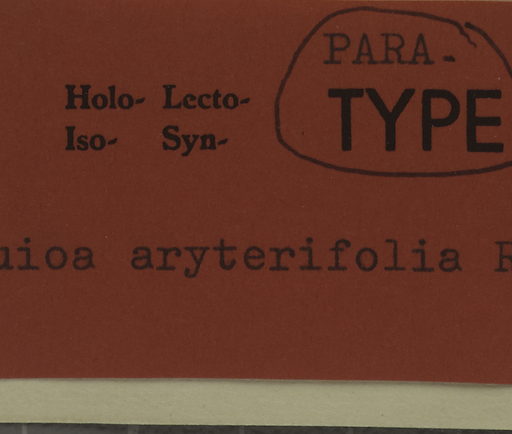 PARA-
Holo- Lecto- TYPE
Iso- Syn-
uioa aryterifolia R